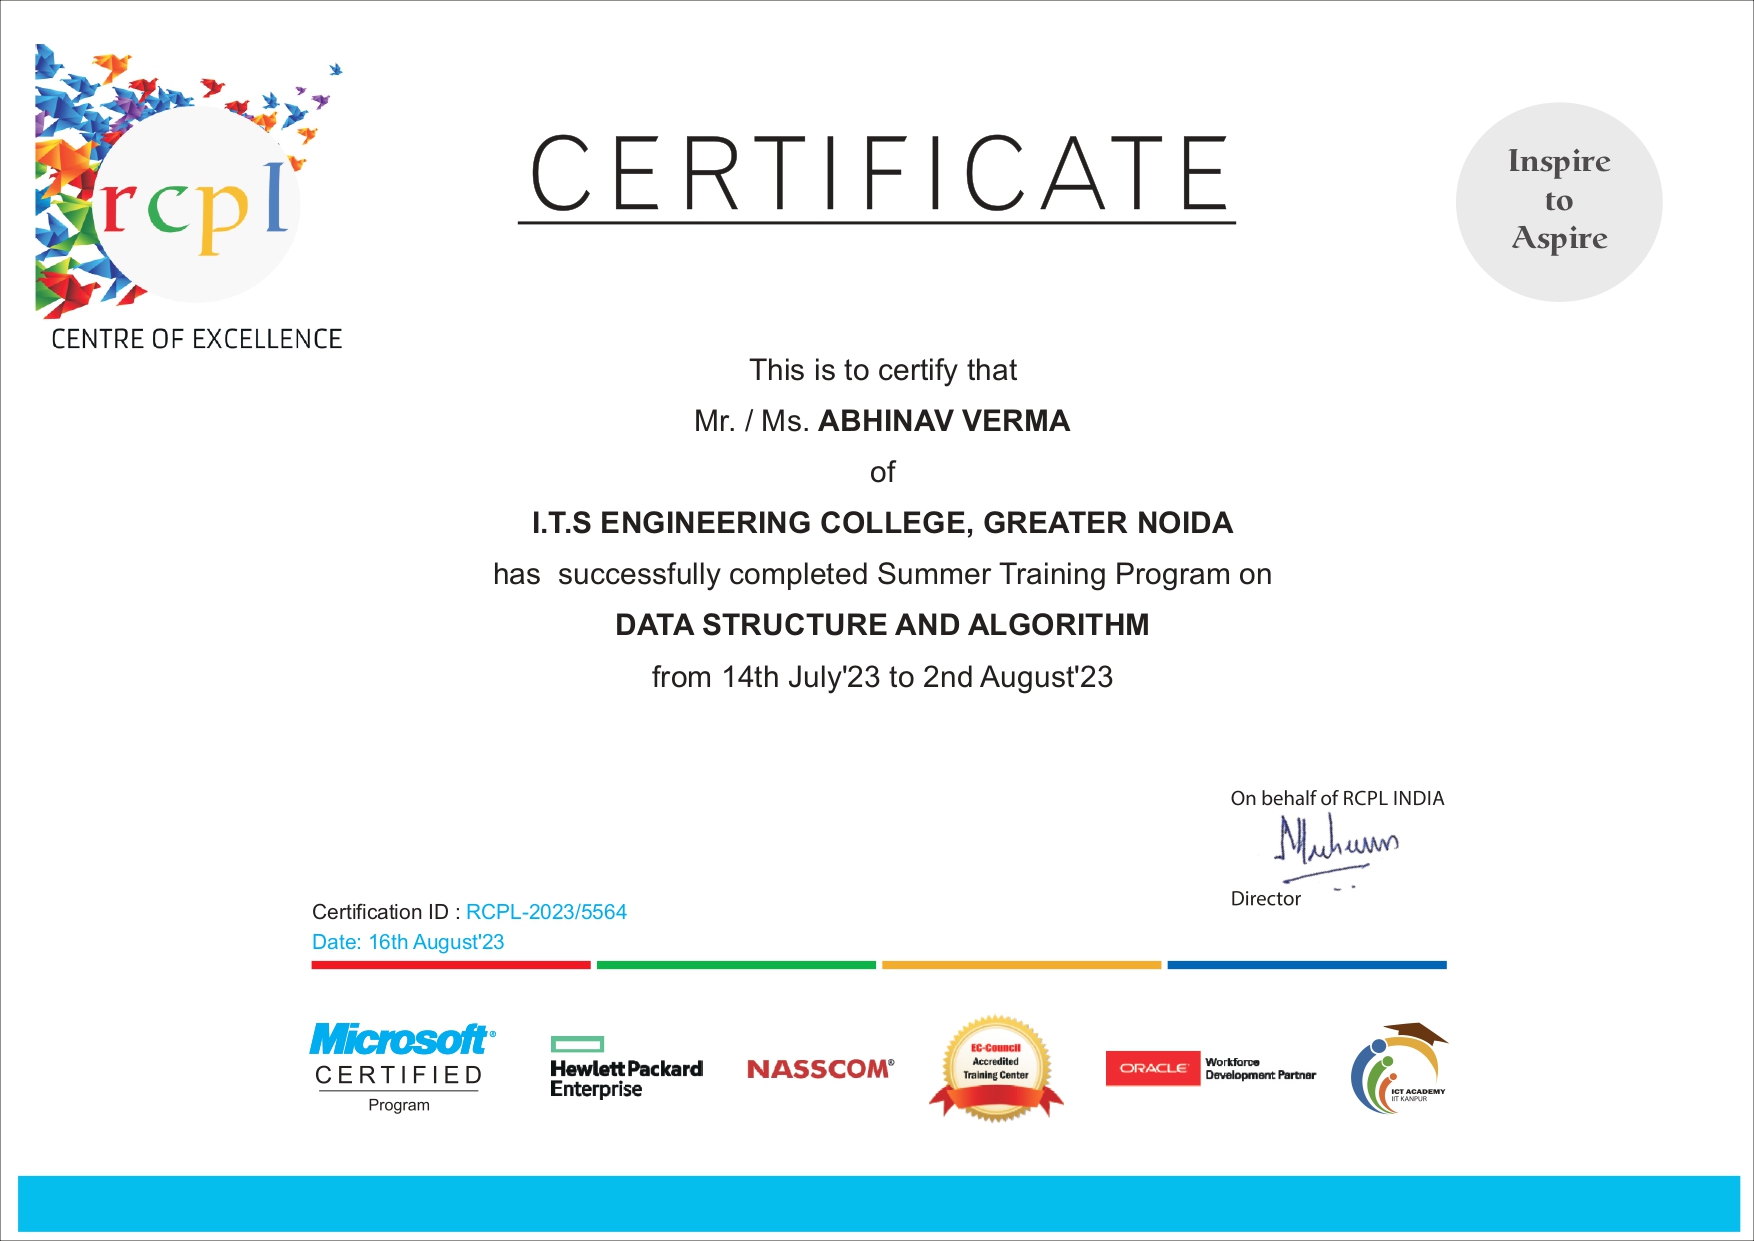 rcpl
CENTRE OF EXCELLENCE
CERTIFICATE
Inspire
to
Aspire
This is to certify that
Mr. / Ms. ABHINAV VERMA
of
I.T.S ENGINEERING COLLEGE, GREATER NOIDA
has successfully completed Summer Training Program on
DATA STRUCTURE AND ALGORITHM
from 14th July'23 to 2nd August'23
On behalf of RCPL INDIA
Director
Certification ID : RCPL-2023/5564
Date: 16th August'23
Microsoft®
CERTIFIED
Program
Hewlett Packard
Enterprise
NASSCOM®
EC-Council
Accredited
Training Center
ORACLE®
Workforce
Development Partner
ICT ACADEMY
IIT KANPUR